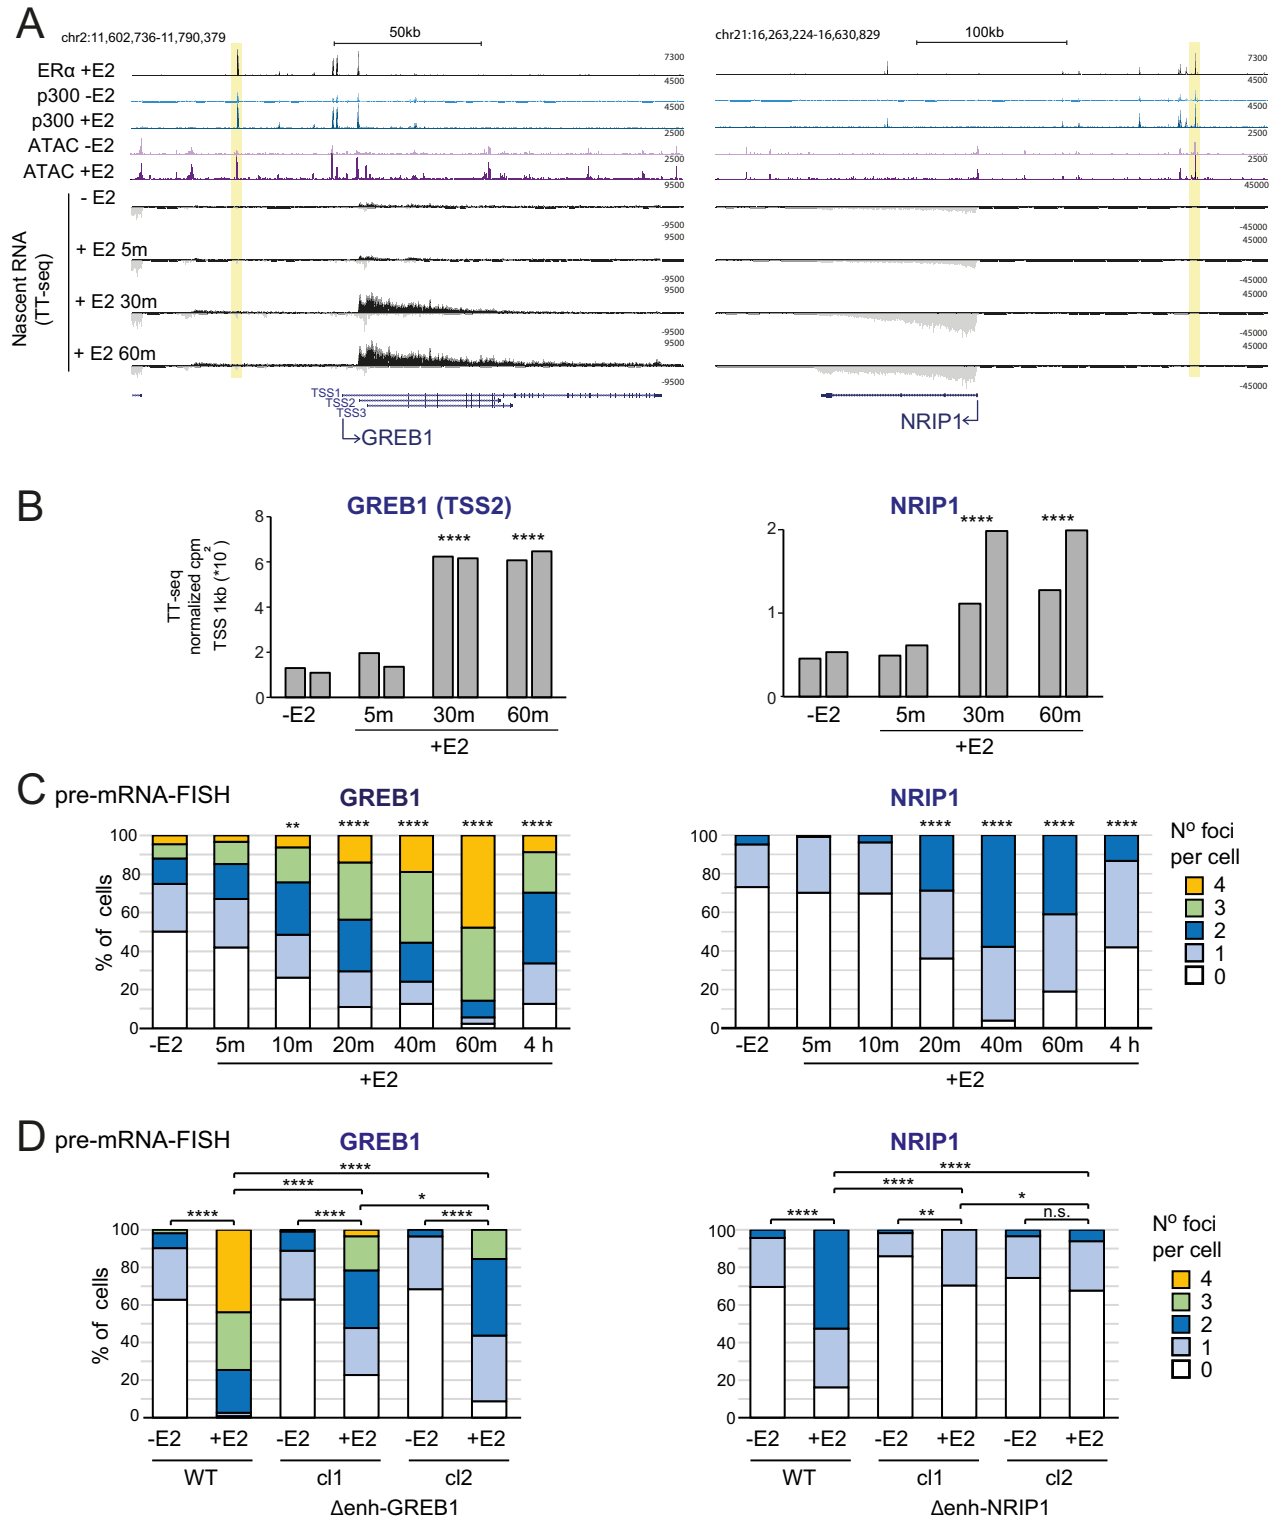 A
chr2:11,602,736-11,790,379
50kb
chr21:16,263,224-16,630,829
100kb
ERα +E2
7300
7300
p300 -E2
4500
4500
p300 +E2
4500
4500
ATAC -E2
2500
2500
ATAC +E2
2500
2500
Nascent RNA
(TT-seq)
- E2
9500
-9500
45000
-45000
+ E2 5m
9500
-9500
45000
-45000
+ E2 30m
9500
-9500
45000
-45000
+ E2 60m
9500
-9500
45000
-45000
TSS1
TSS2
TSS3
GREB1
NRIP1
B
GREB1 (TSS2)
NRIP1
TT-seq
normalized cpm
TSS 1kb (*10²)
8
6
4
2
0
**** ****
-E2 5m 30m 60m
+E2
2
1
0
**** ****
-E2 5m 30m 60m
+E2
C pre-mRNA-FISH
GREB1
NRIP1
% of cells
100
80
60
40
20
0
** **** **** **** ****
-E2 5m 10m 20m 40m 60m 4 h
+E2
100
80
60
40
20
0
**** **** **** ****
-E2 5m 10m 20m 40m 60m 4 h
+E2
Nº foci
per cell
4
3
2
1
0
D pre-mRNA-FISH
GREB1
NRIP1
% of cells
****
****
*
**** **** ****
100
80
60
40
20
0
-E2 +E2 -E2 +E2 -E2 +E2
WT cl1 cl2
Δenh-GREB1
****
****
*
**** ** n.s.
100
80
60
40
20
0
-E2 +E2 -E2 +E2 -E2 +E2
WT cl1 cl2
Δenh-NRIP1
Nº foci
per cell
4
3
2
1
0